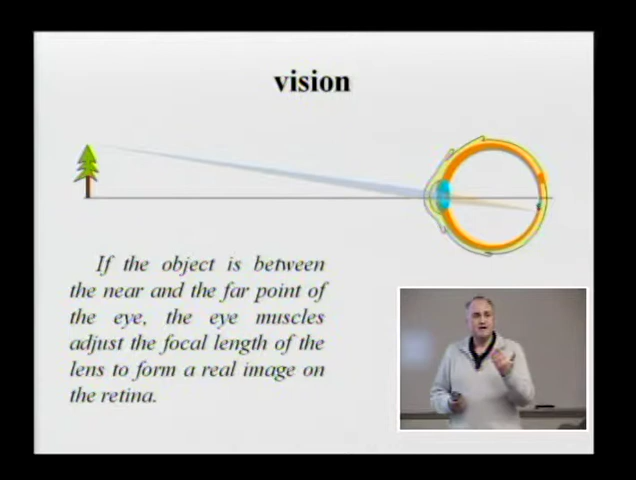 vision
If the object is between
the near and the far point of
the eye, the eye muscles
adjust the focal length of the
lens to form a real image on
the retina.